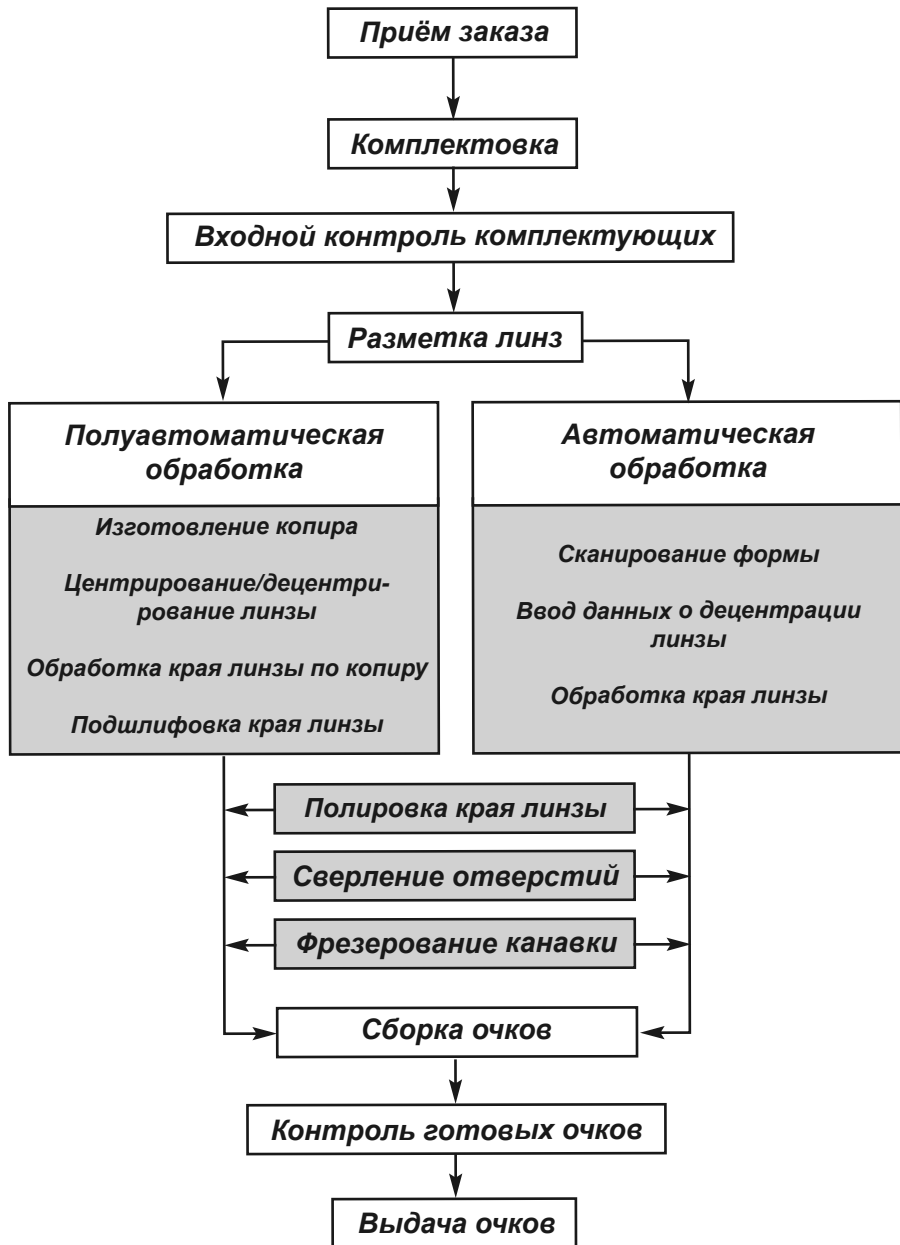 Приём заказа
Комплектовка
Входной контроль комплектующих
Разметка линз
Полуавтоматическая
обработка
Изготовление копира
Центрирование/децентри-
рование линзы
Обработка края линзы по копиру
Подшлифовка края линзы
Автоматическая
обработка
Сканирование формы
Ввод данных о децентрации
линзы
Обработка края линзы
Полировка края линзы
Сверление отверстий
Фрезерование канавки
Сборка очков
Контроль готовых очков
Выдача очков